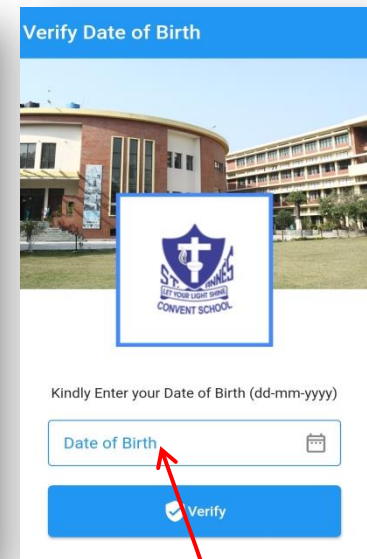 Verify Date of Birth
ST. ANNE'S
LET YOUR LIGHT SHINE
CONVENT SCHOOL
Kindly Enter your Date of Birth (dd-mm-yyyy)
Date of Birth
Verify